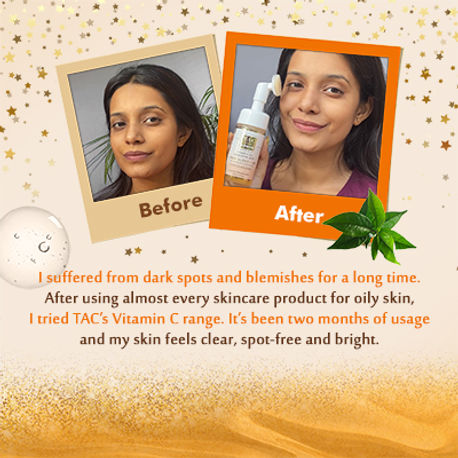 Before
After
I suffered from dark spots and blemishes for a long time.
After using almost every skincare product for oily skin,
I tried TAC's Vitamin C range. It's been two months of usage
and my skin feels clear, spot-free and bright.